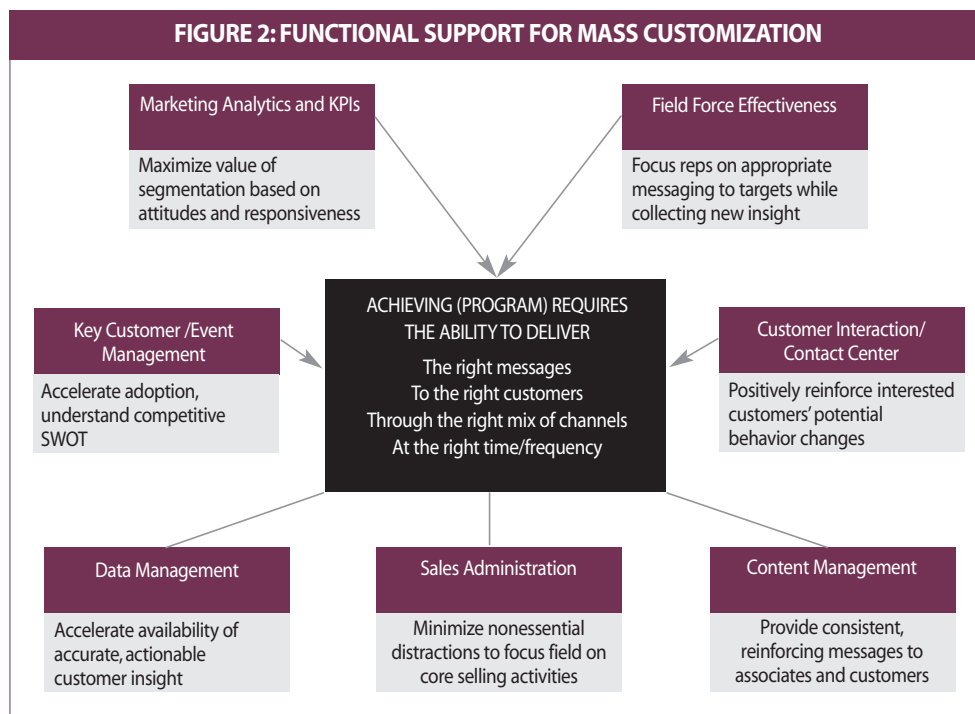 FIGURE 2: FUNCTIONAL SUPPORT FOR MASS CUSTOMIZATION
Marketing Analytics and KPIs
Maximize value of
segmentation based on
attitudes and responsiveness
Field Force Effectiveness
Focus reps on appropriate
messaging to targets while
collecting new insight
Key Customer /Event
Management
Accelerate adoption,
understand competitive
SWOT
ACHIEVING (PROGRAM) REQUIRES
THE ABILITY TO DELIVER
The right messages
To the right customers
Through the right mix of channels
At the right time/frequency
Customer Interaction/
Contact Center
Positively reinforce interested
customers' potential
behavior changes
Data Management
Accelerate availability of
accurate, actionable
customer insight
Sales Administration
Minimize nonessential
distractions to focus field on
core selling activities
Content Management
Provide consistent,
reinforcing messages to
associates and customers